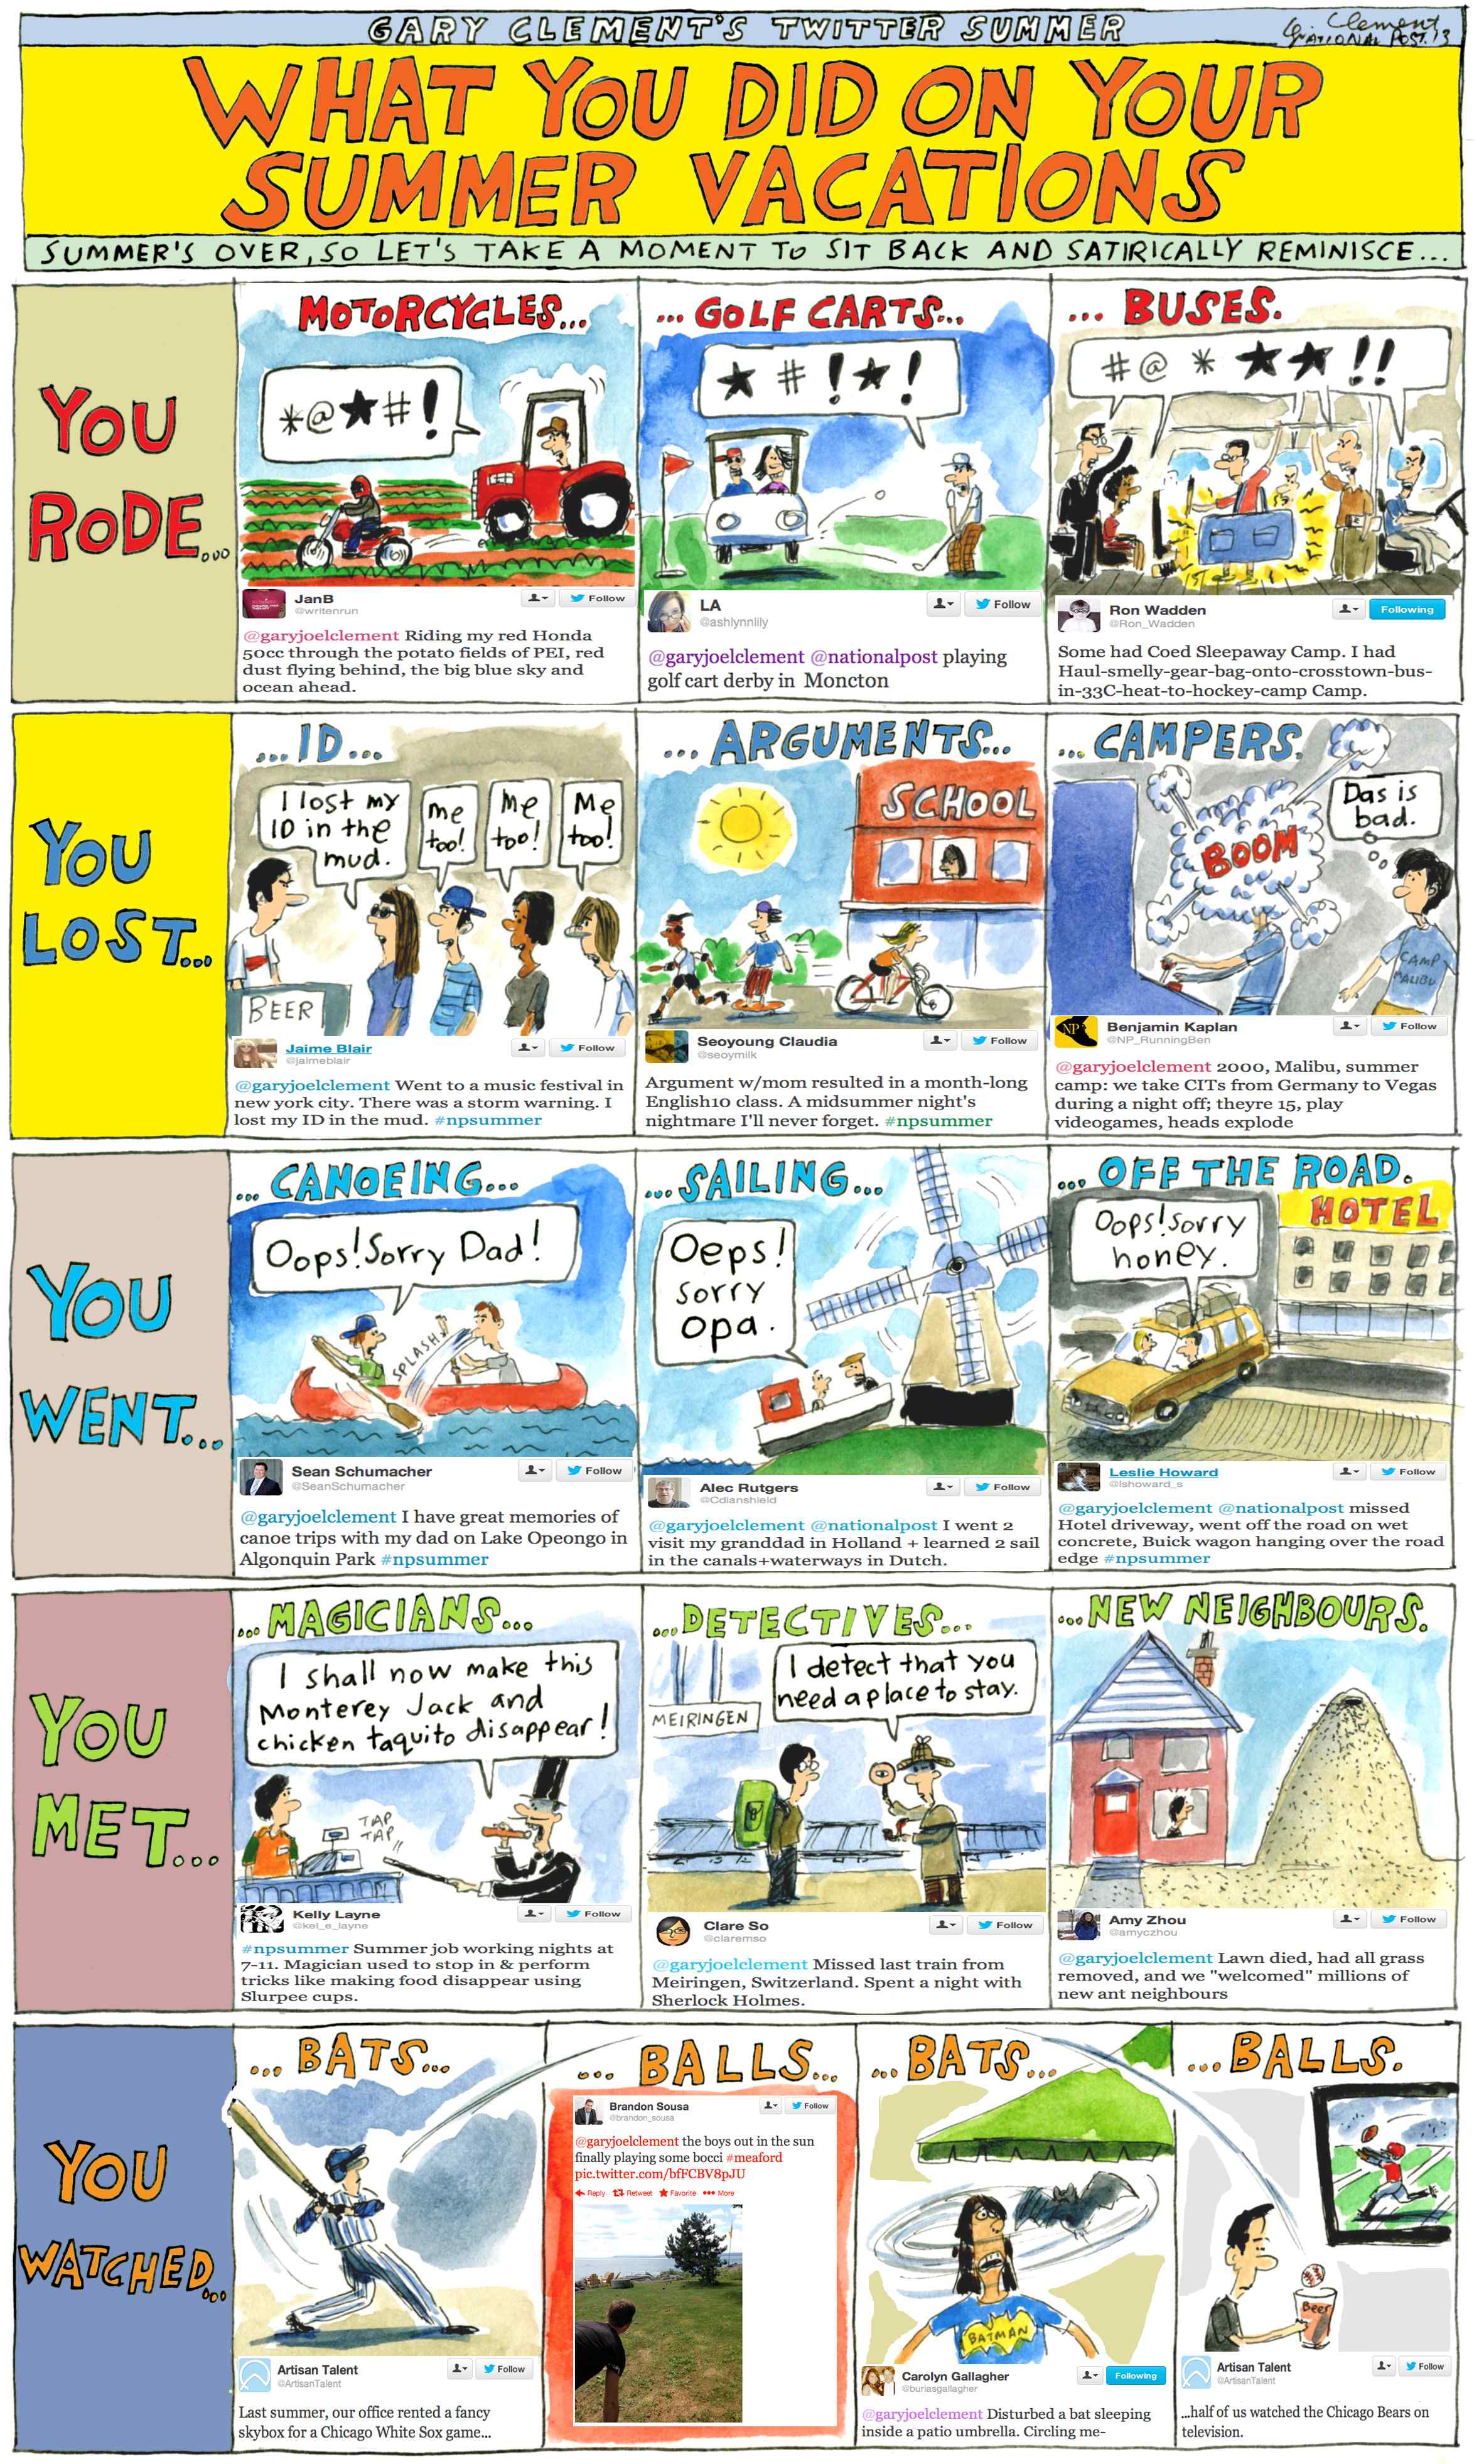 GARY CLEMENT'S TWITTER SUMMER
G. Clement
NATIONAL POST.13
WHAT YOU DID ON YOUR
SUMMER VACATIONS
SUMMER'S OVER, SO LET'S TAKE A MOMENT TO SIT BACK AND SATIRICALLY REMINISCE...
YOU
RODE...
MOTORCYCLES...
*@★#!
JanB
@writenrun
Follow
@garyjoelclement Riding my red Honda
50cc through the potato fields of PEI, red
dust flying behind, the big blue sky and
ocean ahead.
... GOLF CARTS...
★#!★!
LA
@ashlynnlily
Follow
@garyjoelclement @nationalpost playing
golf cart derby in Moncton
... BUSES.
#@*★★!!
Ron Wadden
@Ron_Wadden
Following
Some had Coed Sleepaway Camp. I had
Haul-smelly-gear-bag-onto-crosstown-bus-
in-33C-heat-to-hockey-camp Camp.
YOU
LOST...
...ID...
I lost my
ID in the
mud.
me
too!
Me
too!
Me
too!
BEER
Jaime Blair
@jaimeblair
Follow
@garyjoelclement Went to a music festival in
new york city. There was a storm warning. I
lost my ID in the mud. #npsummer
... ARGUMENTS...
SCHOOL
Seoyoung Claudia
@seoymilk
Follow
Argument w/mom resulted in a month-long
English10 class. A midsummer night's
nightmare I'll never forget. #npsummer
... CAMPERS.
BOOM
Das is
bad.
CAMP
MALIBU
NP
Benjamin Kaplan
@NP_RunningBen
Follow
@garyjoelclement 2000, Malibu, summer
camp: we take CITs from Germany to Vegas
during a night off; theyre 15, play
videogames, heads explode
YOU
WENT...
... CANOEING...
Oops! Sorry Dad!
SPLASH
Sean Schumacher
@SeanSchumacher
Follow
@garyjoelclement I have great memories of
canoe trips with my dad on Lake Opeongo in
Algonquin Park #npsummer
... SAILING...
Oeps!
sorry
opa.
Alec Rutgers
@Cdianshield
Follow
@garyjoelclement @nationalpost I went 2
visit my granddad in Holland + learned 2 sail
in the canals+waterways in Dutch.
... OFF THE ROAD.
Oops! Sorry
honey.
HOTEL
Leslie Howard
@lshoward_s
Follow
@garyjoelclement @nationalpost missed
Hotel driveway, went off the road on wet
concrete, Buick wagon hanging over the road
edge #npsummer
YOU
MET...
... MAGICIANS...
I shall now make this
Monterey Jack and
chicken taquito disappear!
TAP
TAP
Kelly Layne
@kel_e_layne
Follow
#npsummer Summer job working nights at
7-11. Magician used to stop in & perform
tricks like making food disappear using
Slurpee cups.
...DETECTIVES...
I detect that you
need a place to stay.
MEIRINGEN
Clare So
@claremso
Follow
@garyjoelclement Missed last train from
Meiringen, Switzerland. Spent a night with
Sherlock Holmes.
...NEW NEIGHBOURS.
Amy Zhou
@amyczhou
Follow
@garyjoelclement Lawn died, had all grass
removed, and we "welcomed" millions of
new ant neighbours
YOU
WATCHED...
... BATS...
Artisan Talent
@ArtisanTalent
Follow
Last summer, our office rented a fancy
skybox for a Chicago White Sox game...
... BALLS...
Brandon Sousa
@brandon_sousa
Follow
@garyjoelclement the boys out in the sun
finally playing some bocci #meaford
pic.twitter.com/bfFCBV8pJU
Reply Retweet Favorite More
...BATS...
BATMAN
Carolyn Gallagher
@burlasgallagher
Following
@garyjoelclement Disturbed a bat sleeping
inside a patio umbrella. Circling me-
...BALLS.
Beer
Artisan Talent
@ArtisanTalent
Follow
...half of us watched the Chicago Bears on
television.